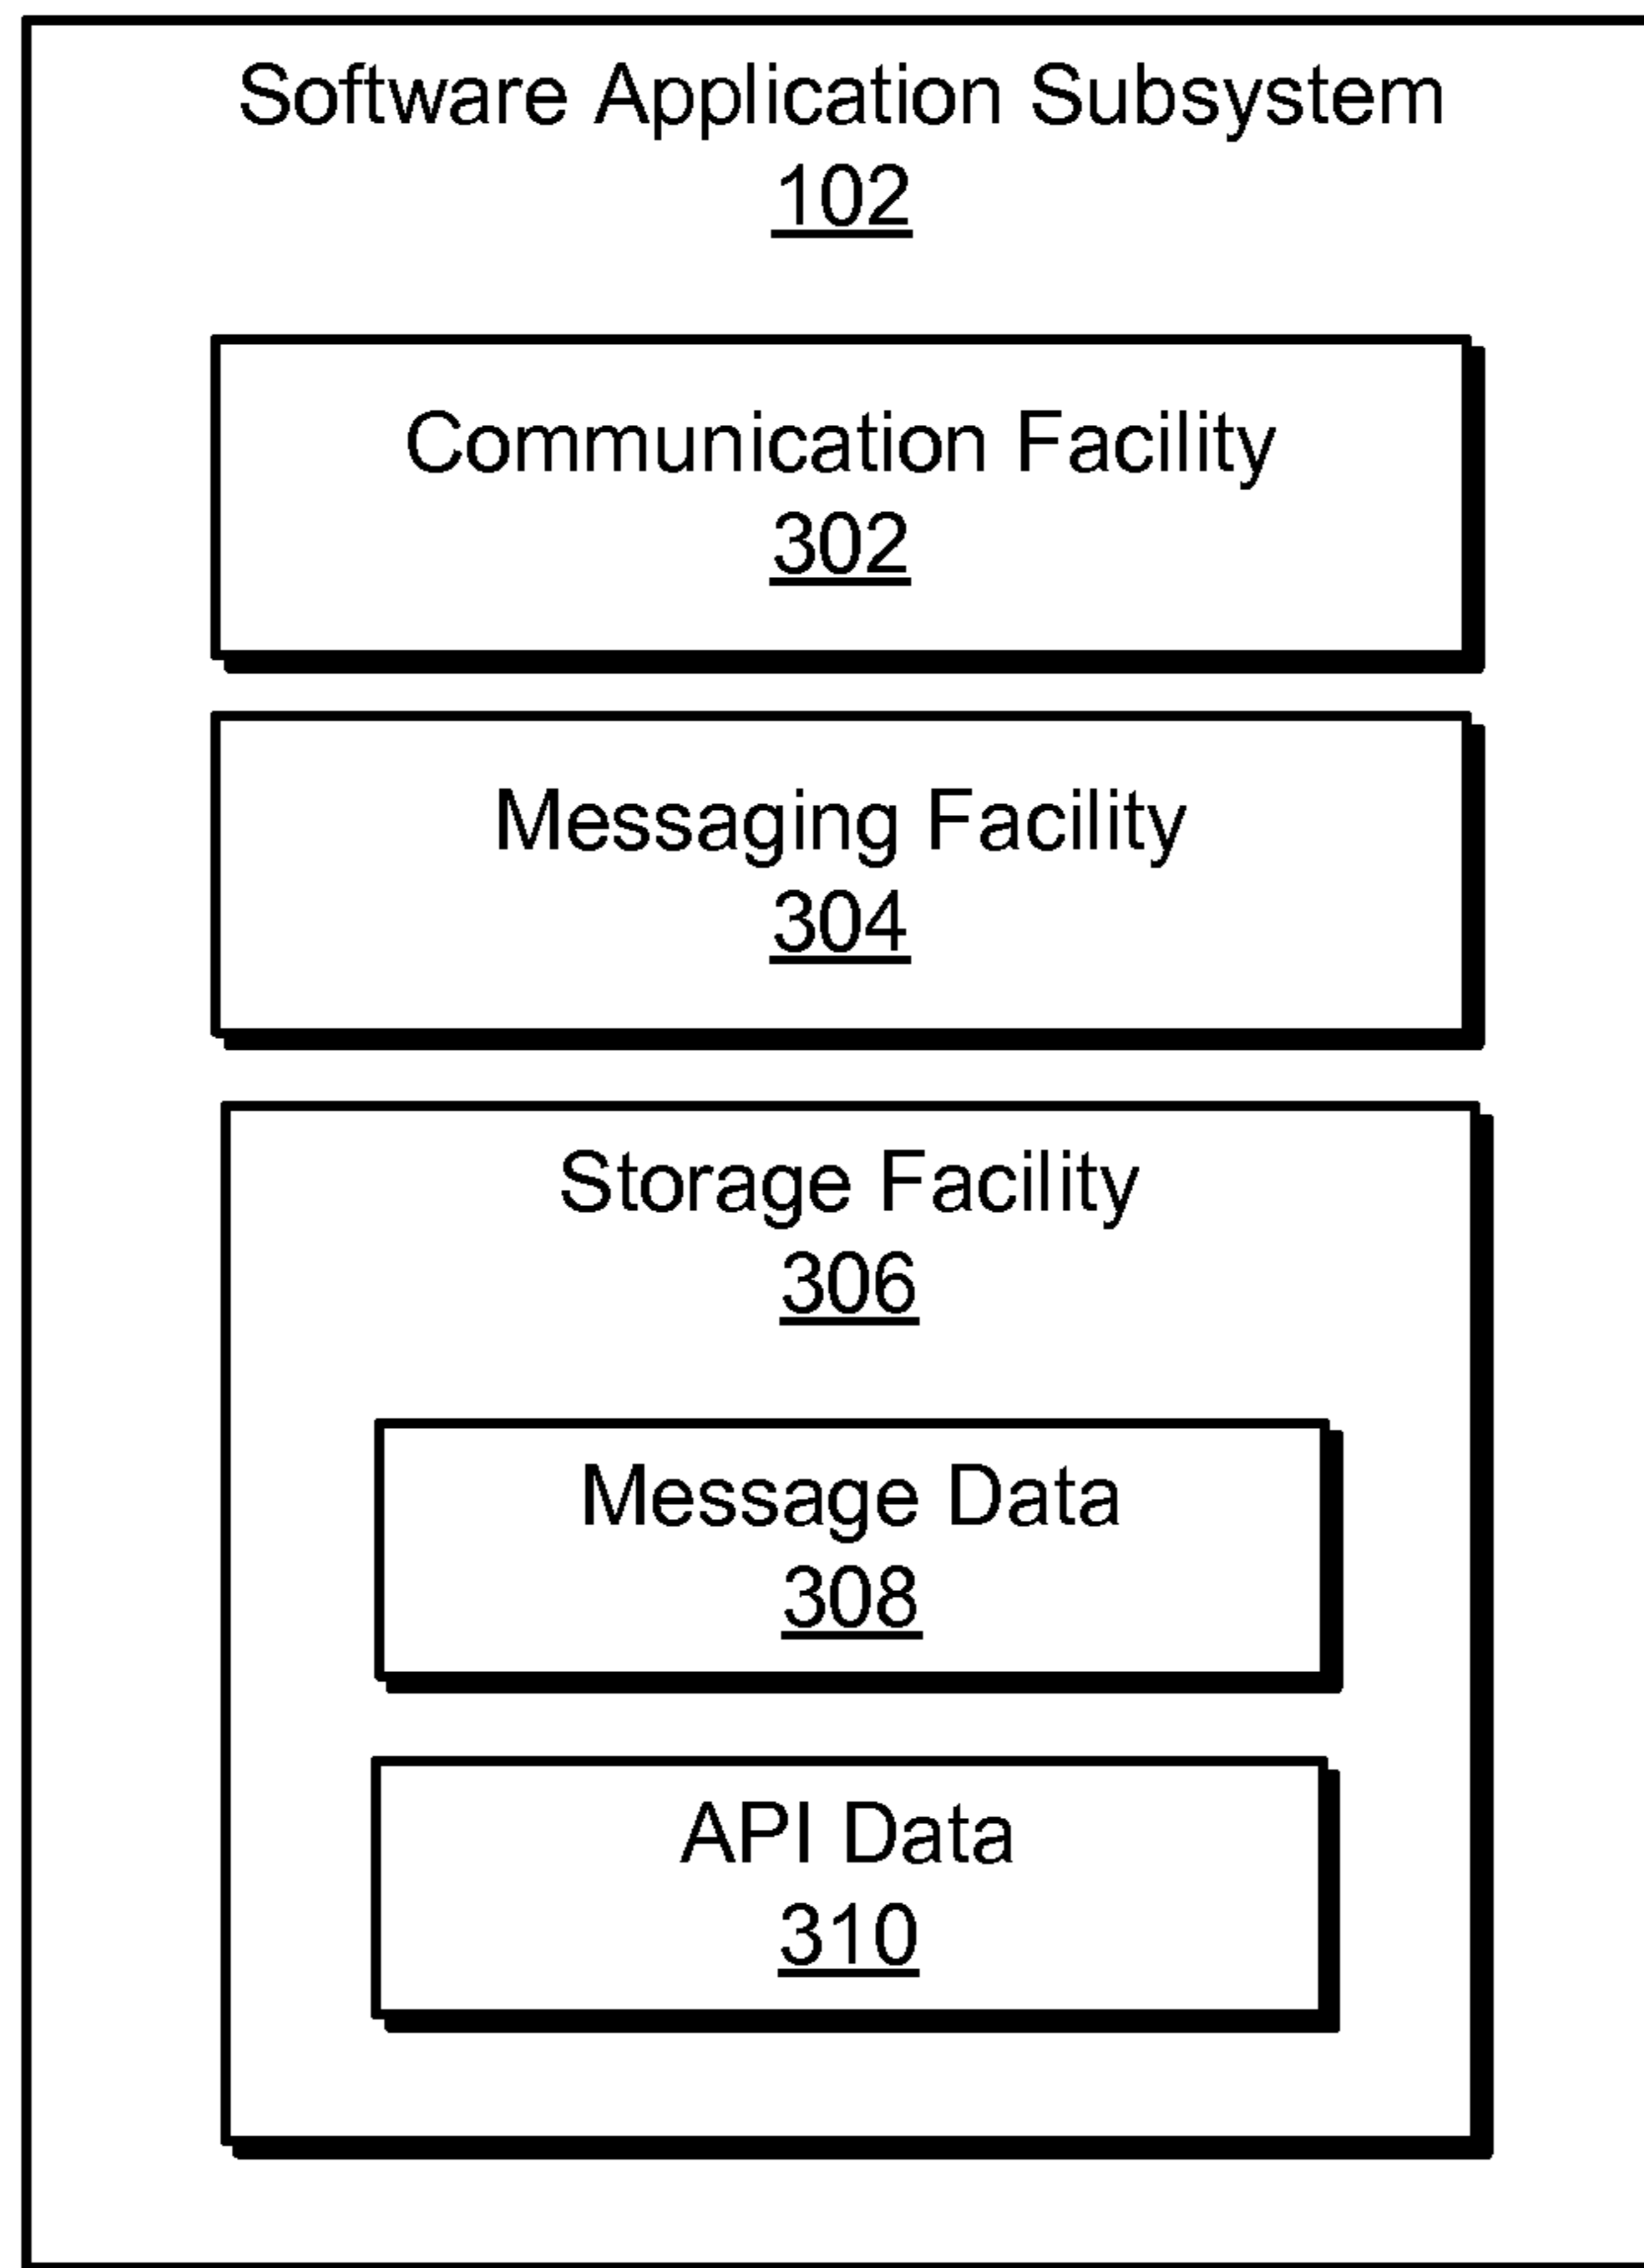 Software Application Subsystem
102
Communication Facility
302
Messaging Facility
304
Storage Facility
306
Message Data
308
API Data
310